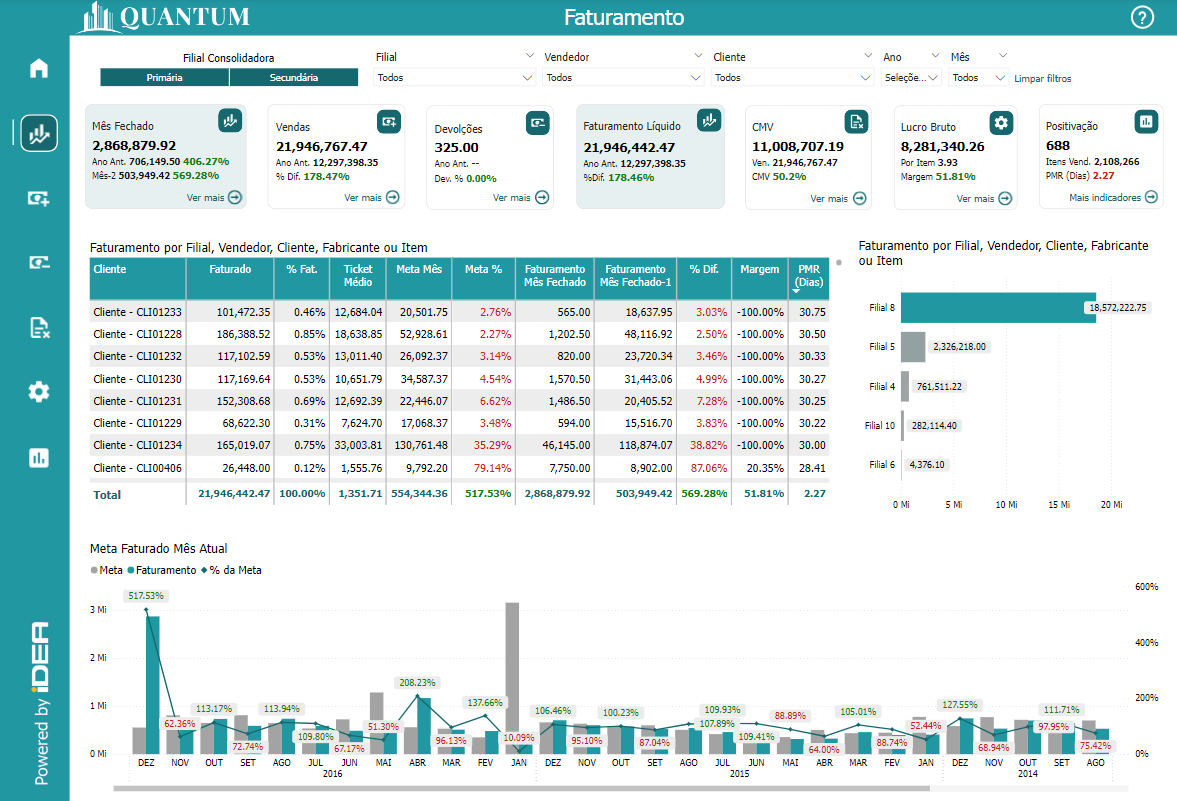 QUANTUM
Faturamento
?
Filial Consolidadora
Primária Secundária
Filial Vendedor Cliente Ano Mês
Todos Todos Todos Seleçõe... Todos Limpar filtros
Mês Fechado
2,868,879.92
Ano Ant. 706,149.50 406.27%
Mês-2 503,949.42 569.28%
Ver mais
Vendas
21,946,767.47
Ano Ant. 12,297,398.35
% Dif. 178.47%
Ver mais
Devolções
325.00
Ano Ant. --
Dev. % 0.00%
Ver mais
Faturamento Líquido
21,946,442.47
Ano Ant. 12,297,398.35
%Dif. 178.46%
CMV
11,008,707.19
Ven. 21,946,767.47
CMV 50.2%
Ver mais
Lucro Bruto
8,281,340.26
Por Item 3.93
Margem 51.81%
Ver mais
Positivação
688
Itens Vend. 2,108,266
PMR (Dias) 2.27
Mais indicadores
Faturamento por Filial, Vendedor, Cliente, Fabricante ou Item
Cliente Faturado % Fat. Ticket Médio Meta Mês Meta % Faturamento Mês Fechado Faturamento Mês Fechado-1 % Dif. Margem PMR (Dias)
Cliente - CLI01233 101,472.35 0.46% 12,684.04 20,501.75 2.76% 565.00 18,637.95 3.03% -100.00% 30.75
Cliente - CLI01228 186,388.52 0.85% 18,638.85 52,928.61 2.27% 1,202.50 48,116.92 2.50% -100.00% 30.50
Cliente - CLI01232 117,102.59 0.53% 13,011.40 26,092.37 3.14% 820.00 23,720.34 3.46% -100.00% 30.33
Cliente - CLI01230 117,169.64 0.53% 10,651.79 34,587.37 4.54% 1,570.50 31,443.06 4.99% -100.00% 30.27
Cliente - CLI01231 152,308.68 0.69% 12,692.39 22,446.07 6.62% 1,486.50 20,405.52 7.28% -100.00% 30.25
Cliente - CLI01229 68,622.30 0.31% 7,624.70 17,068.37 3.48% 594.00 15,516.70 3.83% -100.00% 30.22
Cliente - CLI01234 165,019.07 0.75% 33,003.81 130,761.48 35.29% 46,145.00 118,874.07 38.82% -100.00% 30.00
Cliente - CLI00406 26,448.00 0.12% 1,555.76 9,792.20 79.14% 7,750.00 8,902.00 87.06% 20.35% 28.41
Total 21,946,442.47 100.00% 1,351.71 554,344.36 517.53% 2,868,879.92 503,949.42 569.28% 51.81% 2.27
Faturamento por Filial, Vendedor, Cliente, Fabricante
ou Item
Filial 8 18,572,222.75
Filial 5 2,326,218.00
Filial 4 761,511.22
Filial 10 282,114.40
Filial 6 4,376.10
0 Mi 5 Mi 10 Mi 15 Mi 20 Mi
Meta Faturado Mês Atual
Meta Faturamento % da Meta
3 Mi
2 Mi
1 Mi
0 Mi
600%
400%
200%
0%
517.53% 62.36% 113.17% 72.74% 113.94% 109.80% 67.17% 51.30% 208.23% 96.13% 137.66% 10.09% 106.46% 95.10% 100.23% 87.04% 107.89% 109.93% 109.41% 88.89% 64.00% 105.01% 88.74% 52.44% 127.55% 68.94% 97.95% 111.71% 75.42%
DEZ NOV OUT SET AGO JUL JUN MAI ABR MAR FEV JAN DEZ NOV OUT SET AGO JUL JUN MAI ABR MAR FEV JAN DEZ NOV OUT SET AGO
2016 2015 2014
Powered by iDEA